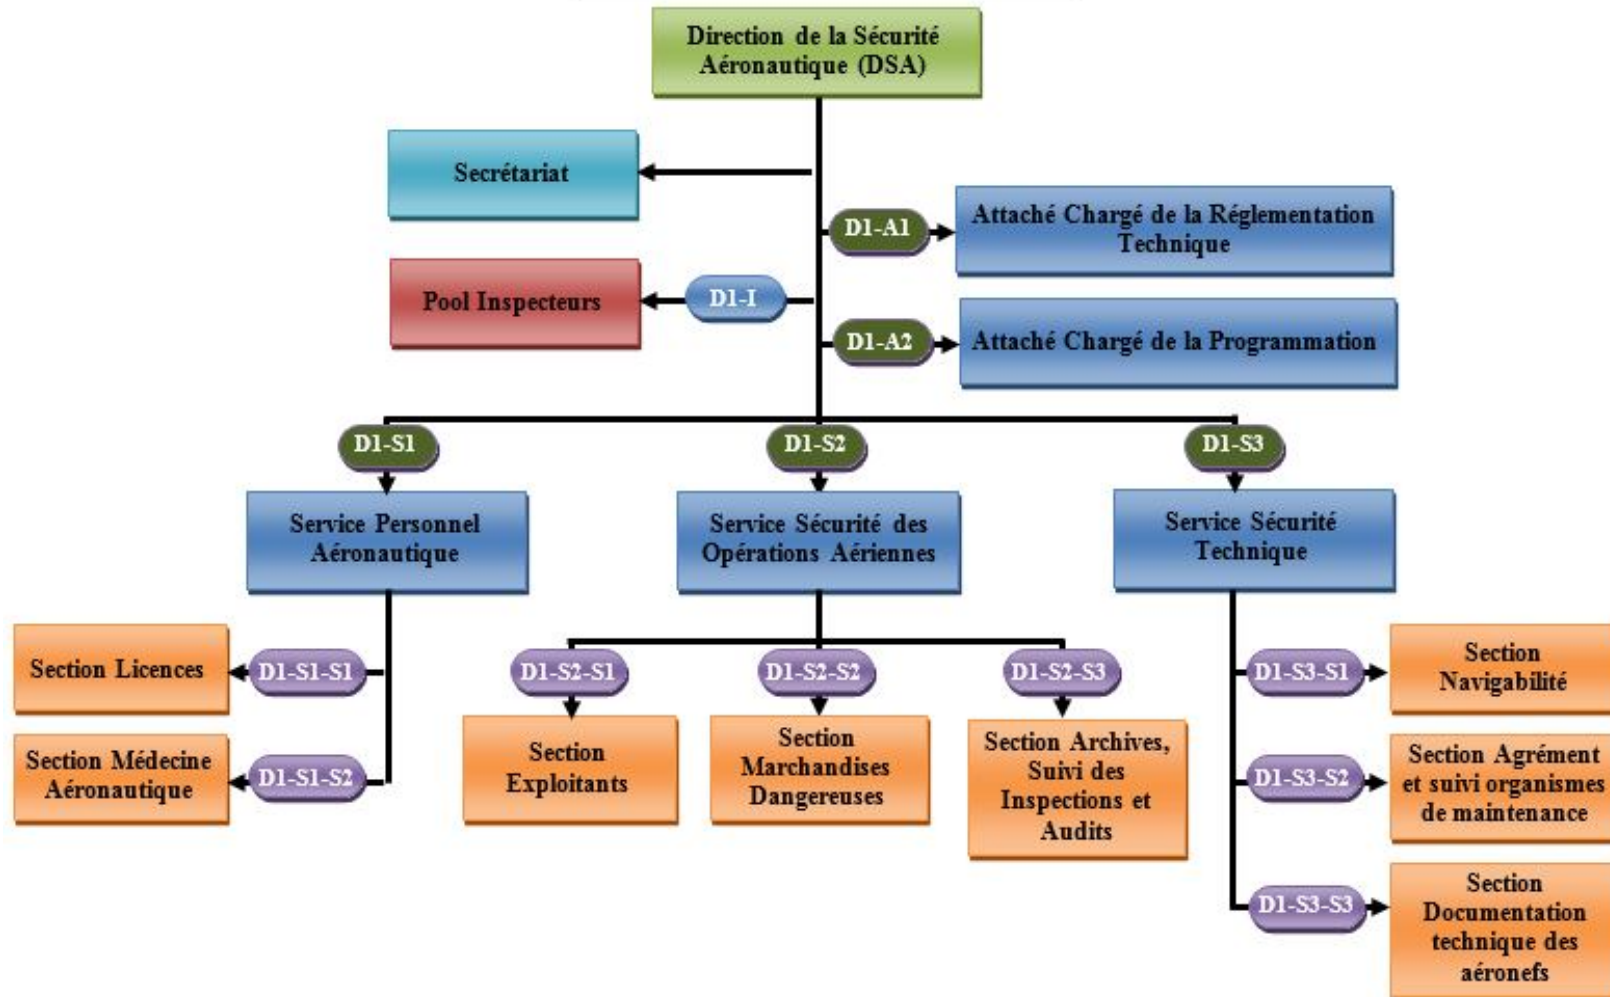 Direction de la Sécurité
Aéronautique (DSA)
Secrétariat
D1-A1
Attaché Chargé de la Réglementation
Technique
Pool Inspecteurs
D1-I
D1-A2
Attaché Chargé de la Programmation
D1-S1
D1-S2
D1-S3
Service Personnel
Aéronautique
Service Sécurité des
Opérations Aériennes
Service Sécurité
Technique
Section Licences
D1-S1-S1
Section Médecine
Aéronautique
D1-S1-S2
D1-S2-S1
D1-S2-S2
D1-S2-S3
Section
Exploitants
Section
Marchandises
Dangereuses
Section Archives,
Suivi des
Inspections et
Audits
D1-S3-S1
Section
Navigabilité
D1-S3-S2
Section Agrément
et suivi organismes
de maintenance
D1-S3-S3
Section
Documentation
technique des
aéronefs